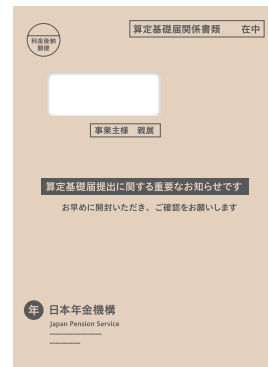 料金後納
郵便
算定基礎届関係書類　在中
事業主様　親展
算定基礎届提出に関する重要なお知らせです
お早めに開封いただき、ご確認をお願いします
年 日本年金機構
Japan Pension Service